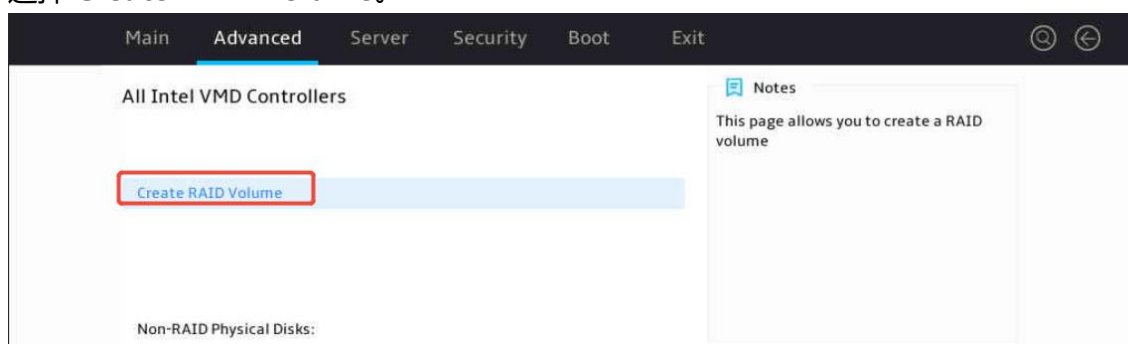 Main Advanced Server Security Boot Exit
All Intel VMD Controllers
Notes
This page allows you to create a RAID
volume
Create RAID Volume
Non-RAID Physical Disks: